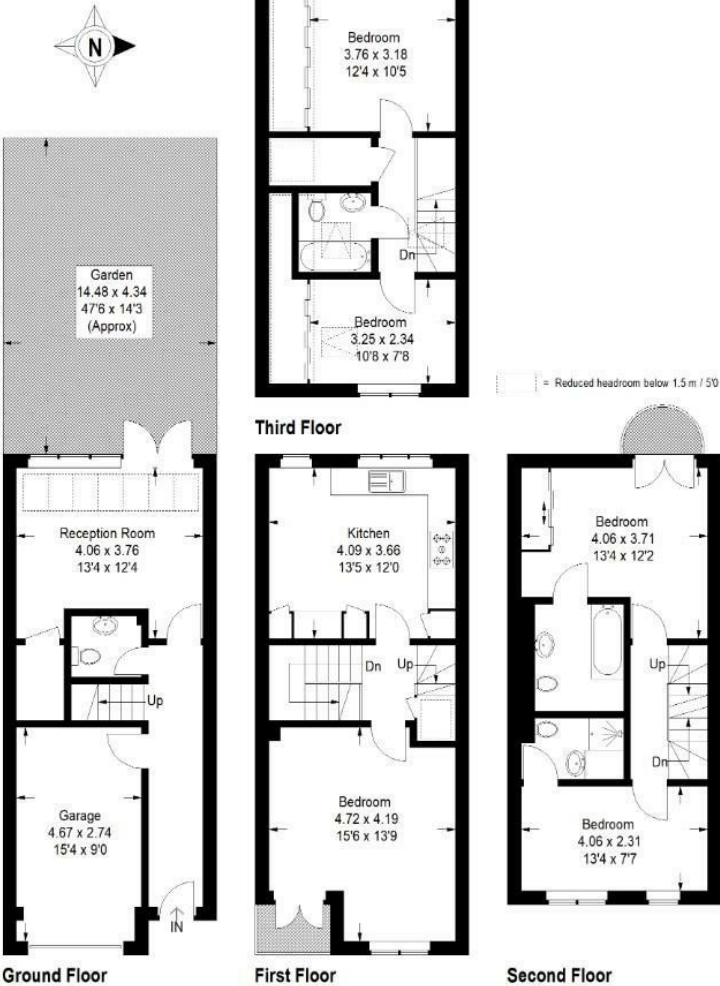 N
Bedroom
3.76 x 3.18
12'4 x 10'5
Dn
Bedroom
3.25 x 2.34
10'8 x 7'8
Third Floor
Garden
14.48 x 4.34
47'6 x 14'3
(Approx)
= Reduced headroom below 1.5 m / 5'0
Reception Room
4.06 x 3.76
13'4 x 12'4
Up
Garage
4.67 x 2.74
15'4 x 9'0
IN
Ground Floor
Kitchen
4.09 x 3.66
13'5 x 12'0
Dn
Up
Bedroom
4.72 x 4.19
15'6 x 13'9
First Floor
Bedroom
4.06 x 3.71
13'4 x 12'2
Up
Dn
Bedroom
4.06 x 2.31
13'4 x 7'7
Second Floor